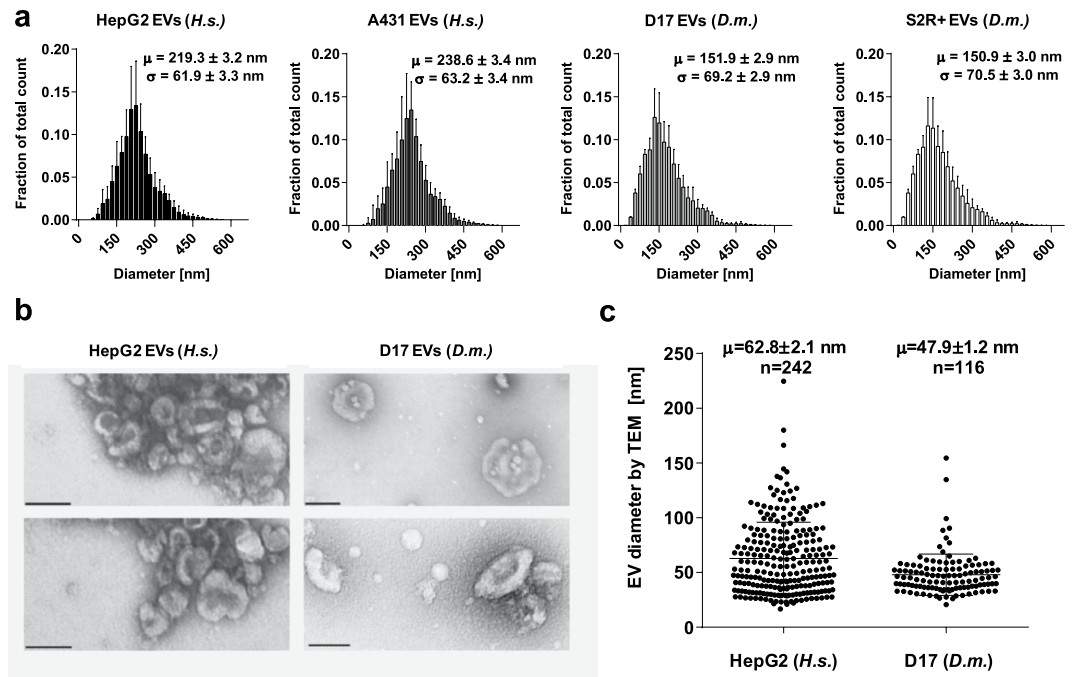 a
HepG2 EVs (H.s.)
A431 EVs (H.s.)
D17 EVs (D.m.)
S2R+ EVs (D.m.)
Fraction of total count
0.20
0.15
0.10
0.05
0.00
μ = 219.3 ± 3.2 nm
σ = 61.9 ± 3.3 nm
0
150
300
450
600
Diameter [nm]
Fraction of total count
0.20
0.15
0.10
0.05
0.00
μ = 238.6 ± 3.4 nm
σ = 63.2 ± 3.4 nm
0
150
300
450
600
Diameter [nm]
Fraction of total count
0.20
0.15
0.10
0.05
0.00
μ = 151.9 ± 2.9 nm
σ = 69.2 ± 2.9 nm
0
150
300
450
600
Diameter [nm]
Fraction of total count
0.20
0.15
0.10
0.05
0.00
μ = 150.9 ± 3.0 nm
σ = 70.5 ± 3.0 nm
0
150
300
450
600
Diameter [nm]
b
HepG2 EVs (H.s.)
D17 EVs (D.m.)
c
EV diameter by TEM [nm]
250
200
150
100
50
0
μ=62.8±2.1 nm
n=242
μ=47.9±1.2 nm
n=116
HepG2 (H.s.)
D17 (D.m.)